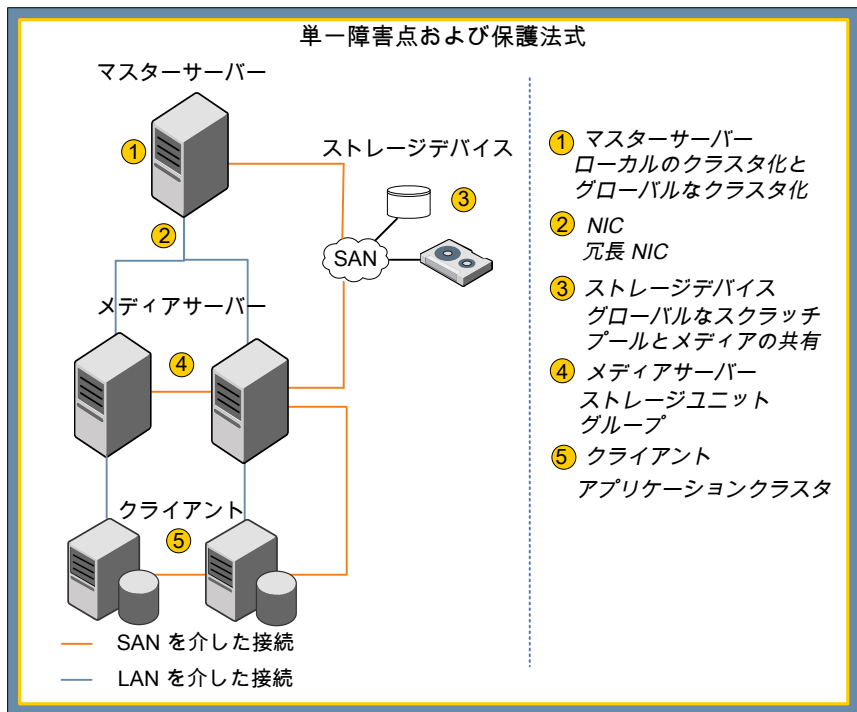 単一障害点および保護法式
マスターサーバー
1
ストレージデバイス
3
2
SAN
メディアサーバー
4
クライアント
5
SAN を介した接続
LAN を介した接続
1 マスターサーバー
ローカルのクラスタ化と
グローバルなクラスタ化
2 NIC
冗長 NIC
3 ストレージデバイス
グローバルなスクラッチ
プールとメディアの共有
4 メディアサーバー
ストレージユニット
グループ
5 クライアント
アプリケーションクラスタ